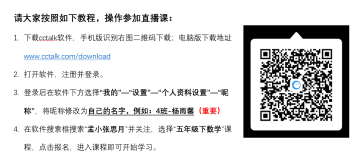 请大家按照如下教程，操作参加直播课：
1. 下载cctalk软件，手机版识别右图二维码下载；电脑版下载地址
www.cctalk.com/download
2. 打开软件，注册并登录。
3. 登录后在软件下方选择“我的”—“设置”—“个人资料设置”—“昵
称”，将昵称修改为自己的名字，例如：4班-杨雨馨（重要）
4. 在软件搜索框搜索“孟小张思月”并关注，选择“五年级下数学”课
程，点击报名，进入课程即可开始学习。